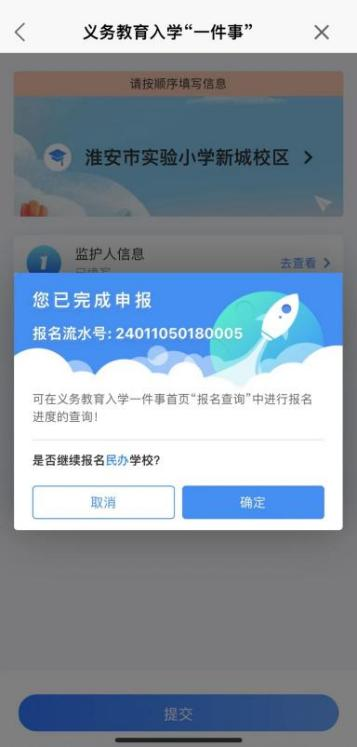 义务教育入学“一件事”
请按顺序填写信息
淮安市实验小学新城校区
1
监护人信息
已填写
去查看
您已完成申报
报名流水号: 24011050180005
可在义务教育入学一件事首页“报名查询”中进行报名
进度的查询!
是否继续报名民办学校?
取消
确定
提交